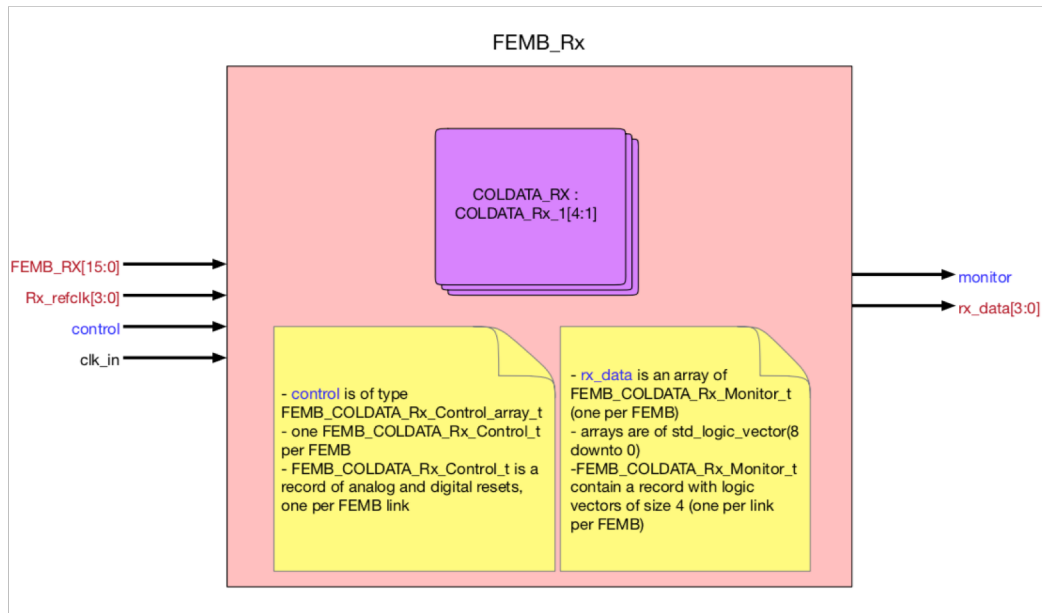 FEMB_Rx
COLDATA_RX :
COLDATA_Rx_1[4:1]
FEMB_RX[15:0]
Rx_refclk[3:0]
control
clk_in
monitor
rx_data[3:0]
- control is of type
FEMB_COLDATA_Rx_Control_array_t
- one FEMB_COLDATA_Rx_Control_t
per FEMB
- FEMB_COLDATA_Rx_Control_t is a
record of analog and digital resets,
one per FEMB link
- rx_data is an array of
FEMB_COLDATA_Rx_Monitor_t
(one per FEMB)
- arrays are of std_logic_vector(8
downto 0)
-FEMB_COLDATA_Rx_Monitor_t
contain a record with logic
vectors of size 4 (one per link
per FEMB)